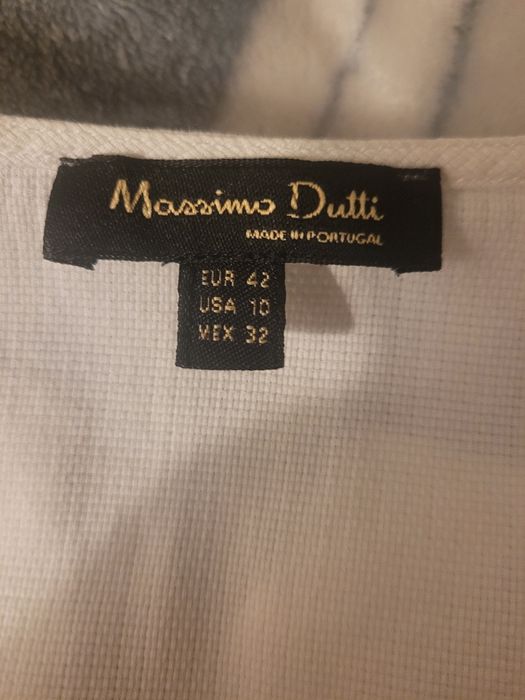 Massimo Dutti
MADE IN PORTUGAL
EUR 42
USA 10
MEX 32